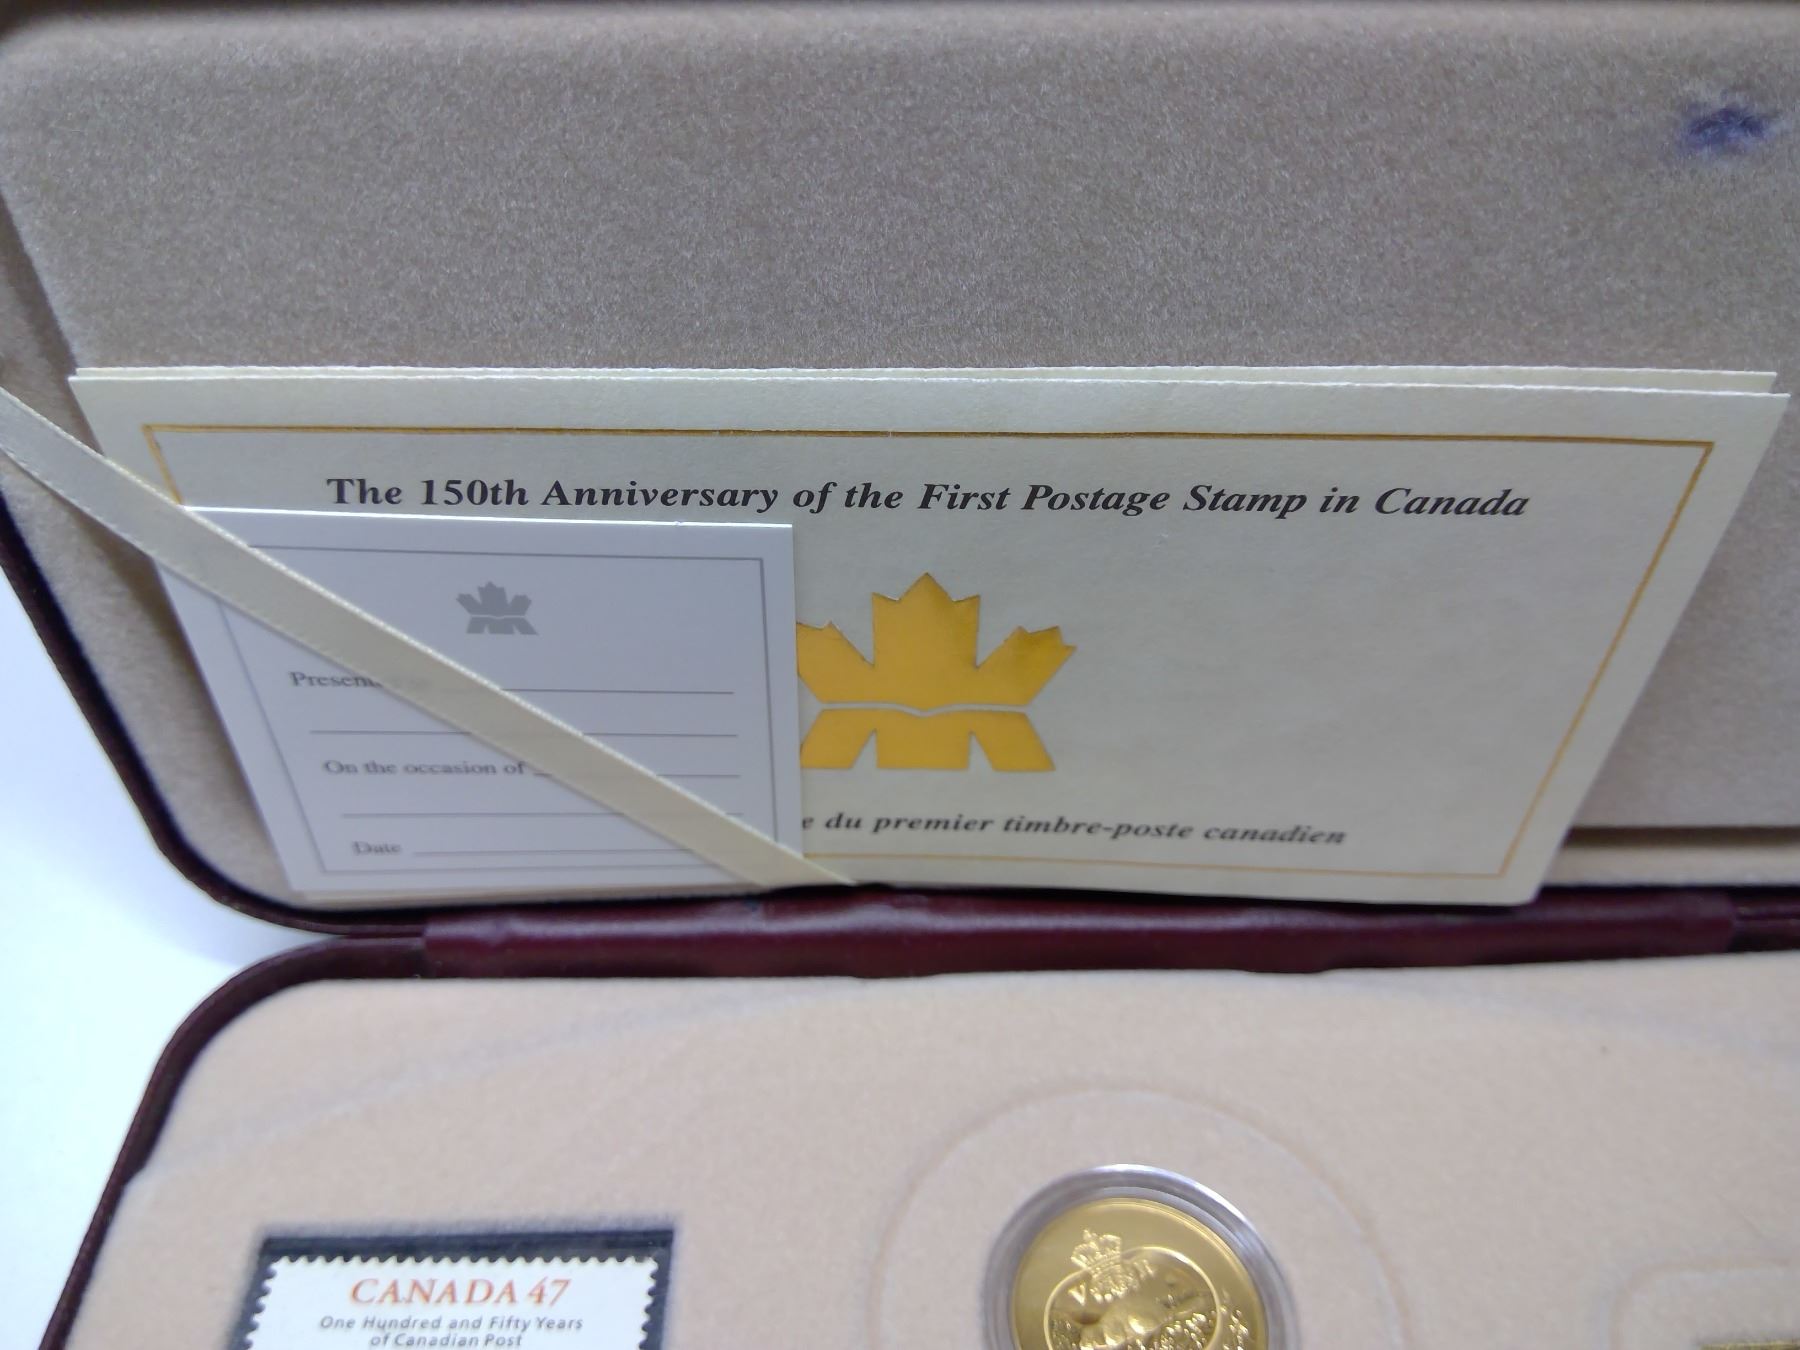 The 150th Anniversary of the First Postage Stamp in Canada
On the occasion of
Date
du premier timbre-poste canadien
CANADA 47
One Hundred and Fifty Years
of Canadian Post